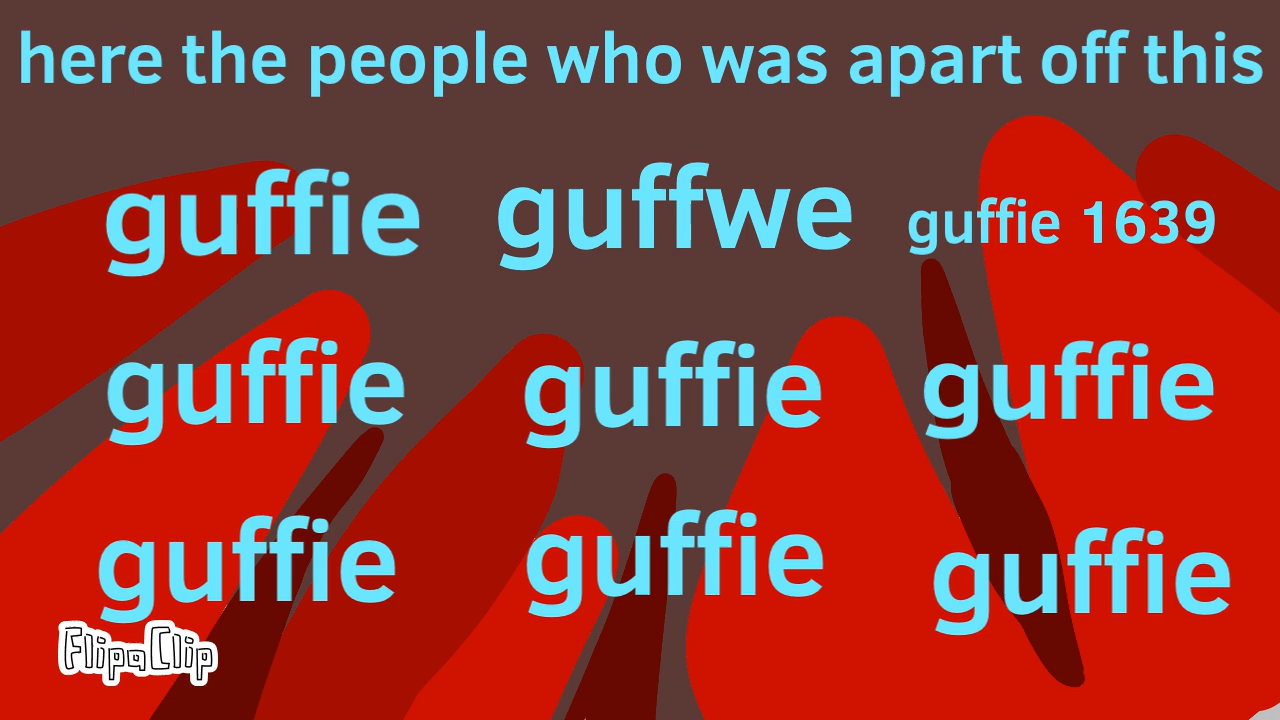 here the people who was apart off this
guffie guffwe guffie 1639
guffie guffie guffie
guffie guffie guffie
FlipaClip